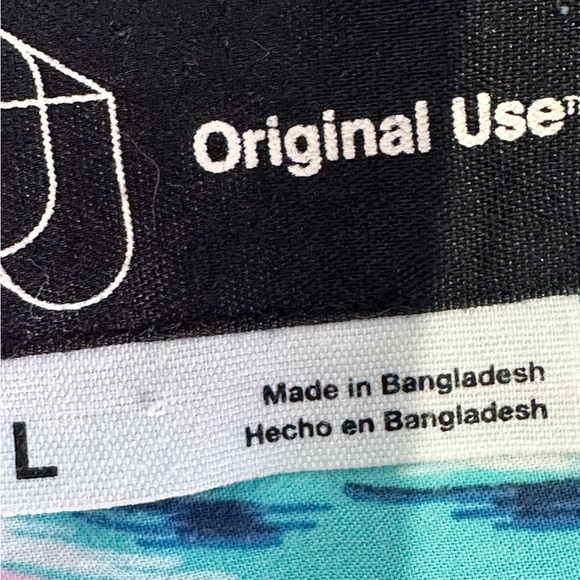 Original Use™
Made in Bangladesh
Hecho en Bangladesh
L